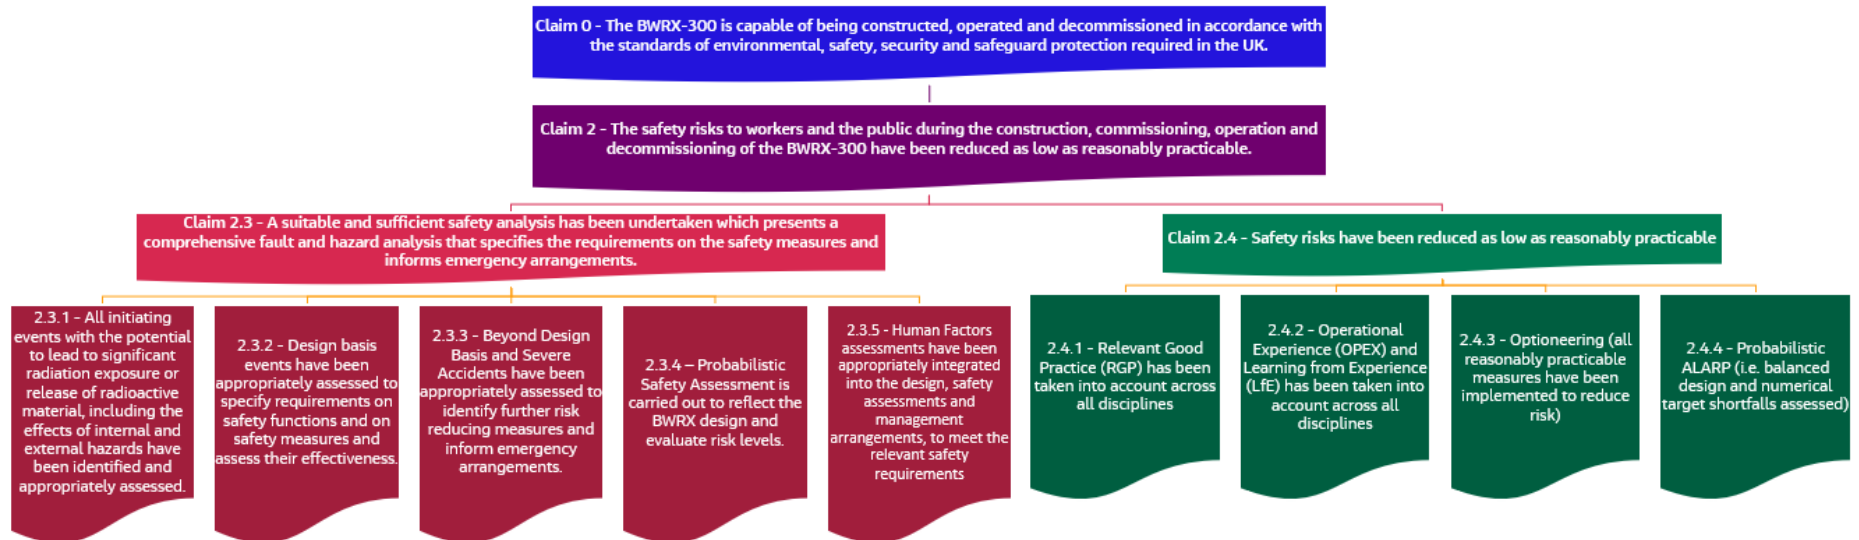 Claim 0 - The BWRX-300 is capable of being constructed, operated and decommissioned in accordance with
the standards of environmental, safety, security and safeguard protection required in the UK.
Claim 2 - The safety risks to workers and the public during the construction, commissioning, operation and
decommissioning of the BWRX-300 have been reduced as low as reasonably practicable.
Claim 2.3 - A suitable and sufficient safety analysis has been undertaken which presents a
comprehensive fault and hazard analysis that specifies the requirements on the safety measures and
informs emergency arrangements.
Claim 2.4 - Safety risks have been reduced as low as reasonably practicable
2.3.1 - All initiating
events with the potential
to lead to significant
radiation exposure or
release of radioactive
material, including the
effects of internal and
external hazards have
been identified and
appropriately assessed.
2.3.2 - Design basis
events have been
appropriately assessed to
specify requirements on
safety functions and on
safety measures and
assess their effectiveness.
2.3.3 - Beyond Design
Basis and Severe
Accidents have been
appropriately assessed to
identify further risk
reducing measures and
inform emergency
arrangements.
2.3.4 – Probabilistic
Safety Assessment is
carried out to reflect the
BWRX design and
evaluate risk levels.
2.3.5 - Human Factors
assessments have been
appropriately integrated
into the design, safety
assessments and
management
arrangements, to meet the
relevant safety
requirements
2.4.1 - Relevant Good
Practice (RGP) has been
taken into account across
all disciplines
2.4.2 - Operational
Experience (OPEX) and
Learning from Experience
(LfE) has been taken into
account across all
disciplines
2.4.3 - Optioneering (all
reasonably practicable
measures have been
implemented to reduce
risk)
2.4.4 - Probabilistic
ALARP (i.e. balanced
design and numerical
target shortfalls assessed)